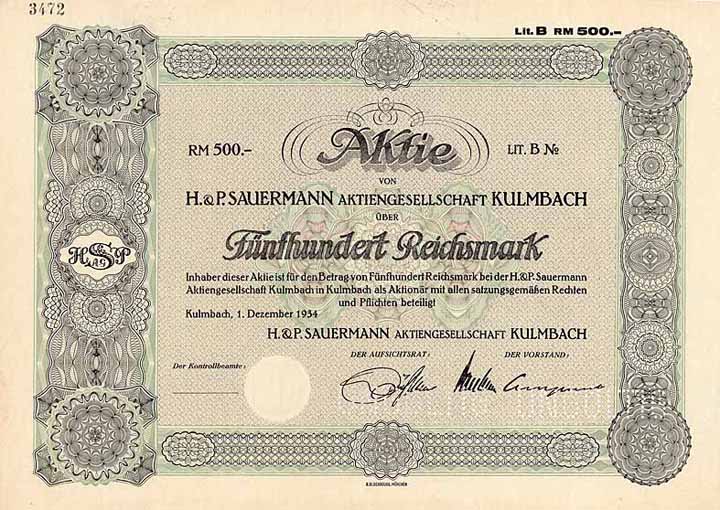 3472
LIT. B RM 500.-
Aktie
RM 500.-
LIT. B No
VON
H. & P. SAUERMANN AKTIENGESELLSCHAFT KULMBACH
ÜBER
Fünfhundert Reichsmark
H & S P
AG
Inhaber dieser Aktie ist für den Betrag von Fünfhundert Reichsmark bei der H. & P. Sauermann
Aktiengesellschaft Kulmbach in Kulmbach als Aktionär mit allen satzungsgemäßen Rechten
und Pflichten beteiligt
Kulmbach, 1. Dezember 1934
H. & P. SAUERMANN AKTIENGESELLSCHAFT KULMBACH
DER AUFSICHTSRAT:
DER VORSTAND:
Der Kontrollbeamte: